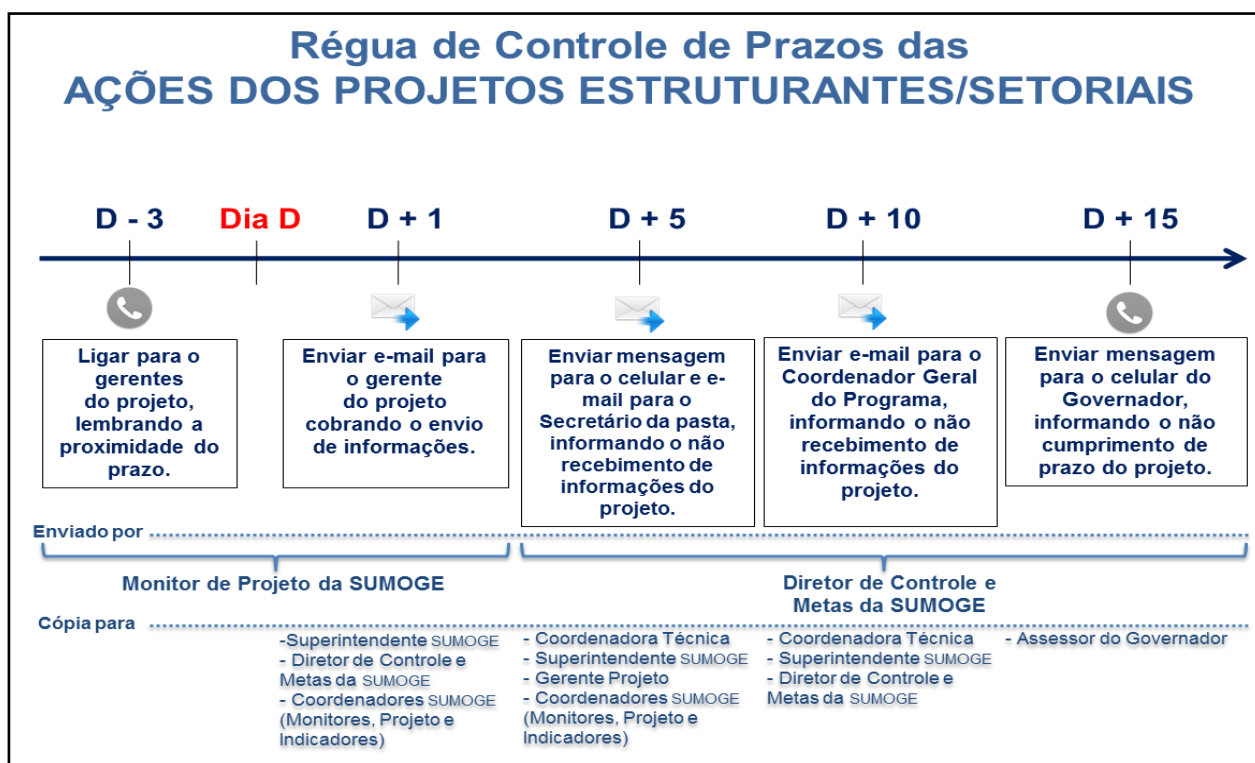 Régua de Controle de Prazos das
AÇÕES DOS PROJETOS ESTRUTURANTES/SETORIAIS
D - 3
Dia D
D + 1
D + 5
D + 10
D + 15
Ligar para o
gerentes
do projeto,
lembrando a
proximidade do
prazo.
Enviar e-mail para
o gerente
do projeto
cobrando o envio
de informações.
Enviar mensagem
para o celular e e-
mail para o
Secretário da pasta,
informando o não
recebimento de
informações do
projeto.
Enviar e-mail para o
Coordenador Geral
do Programa,
informando o não
recebimento de
informações do
projeto.
Enviar mensagem
para o celular do
Governador,
informando o não
cumprimento de
prazo do projeto.
Enviado por
Monitor de Projeto da SUMOGE
Diretor de Controle e
Metas da SUMOGE
Cópia para
-Superintendente SUMOGE
- Diretor de Controle e
Metas da SUMOGE
- Coordenadores SUMOGE
(Monitores, Projeto e
Indicadores)
- Coordenadora Técnica
- Superintendente SUMOGE
- Gerente Projeto
- Coordenadores SUMOGE
(Monitores, Projeto e
Indicadores)
- Coordenadora Técnica
- Superintendente SUMOGE
- Diretor de Controle e
Metas da SUMOGE
- Assessor do Governador